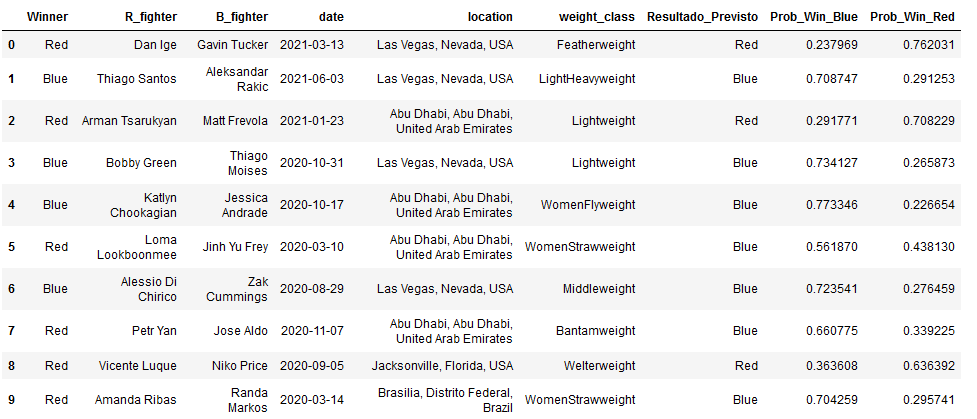 Winner R_fighter B_fighter date location weight_class Resultado_Previsto Prob_Win_Blue Prob_Win_Red
0 Red Dan Ige Gavin Tucker 2021-03-13 Las Vegas, Nevada, USA Featherweight Red 0.237969 0.762031
1 Blue Thiago Santos Aleksandar Rakic 2021-06-03 Las Vegas, Nevada, USA LightHeavyweight Blue 0.708747 0.291253
2 Red Arman Tsarukyan Matt Frevola 2021-01-23 Abu Dhabi, Abu Dhabi, United Arab Emirates Lightweight Red 0.291771 0.708229
3 Blue Bobby Green Thiago Moises 2020-10-31 Las Vegas, Nevada, USA Lightweight Blue 0.734127 0.265873
4 Blue Katlyn Chookagian Jessica Andrade 2020-10-17 Abu Dhabi, Abu Dhabi, United Arab Emirates WomenFlyweight Blue 0.773346 0.226654
5 Red Loma Lookboonmee Jinh Yu Frey 2020-03-10 Abu Dhabi, Abu Dhabi, United Arab Emirates WomenStrawweight Blue 0.561870 0.438130
6 Blue Alessio Di Chirico Zak Cummings 2020-08-29 Las Vegas, Nevada, USA Middleweight Blue 0.723541 0.276459
7 Red Petr Yan Jose Aldo 2020-11-07 Abu Dhabi, Abu Dhabi, United Arab Emirates Bantamweight Blue 0.660775 0.339225
8 Red Vicente Luque Niko Price 2020-09-05 Jacksonville, Florida, USA Welterweight Red 0.363608 0.636392
9 Red Amanda Ribas Randa Markos 2020-03-14 Brasilia, Distrito Federal, Brazil WomenStrawweight Blue 0.704259 0.295741